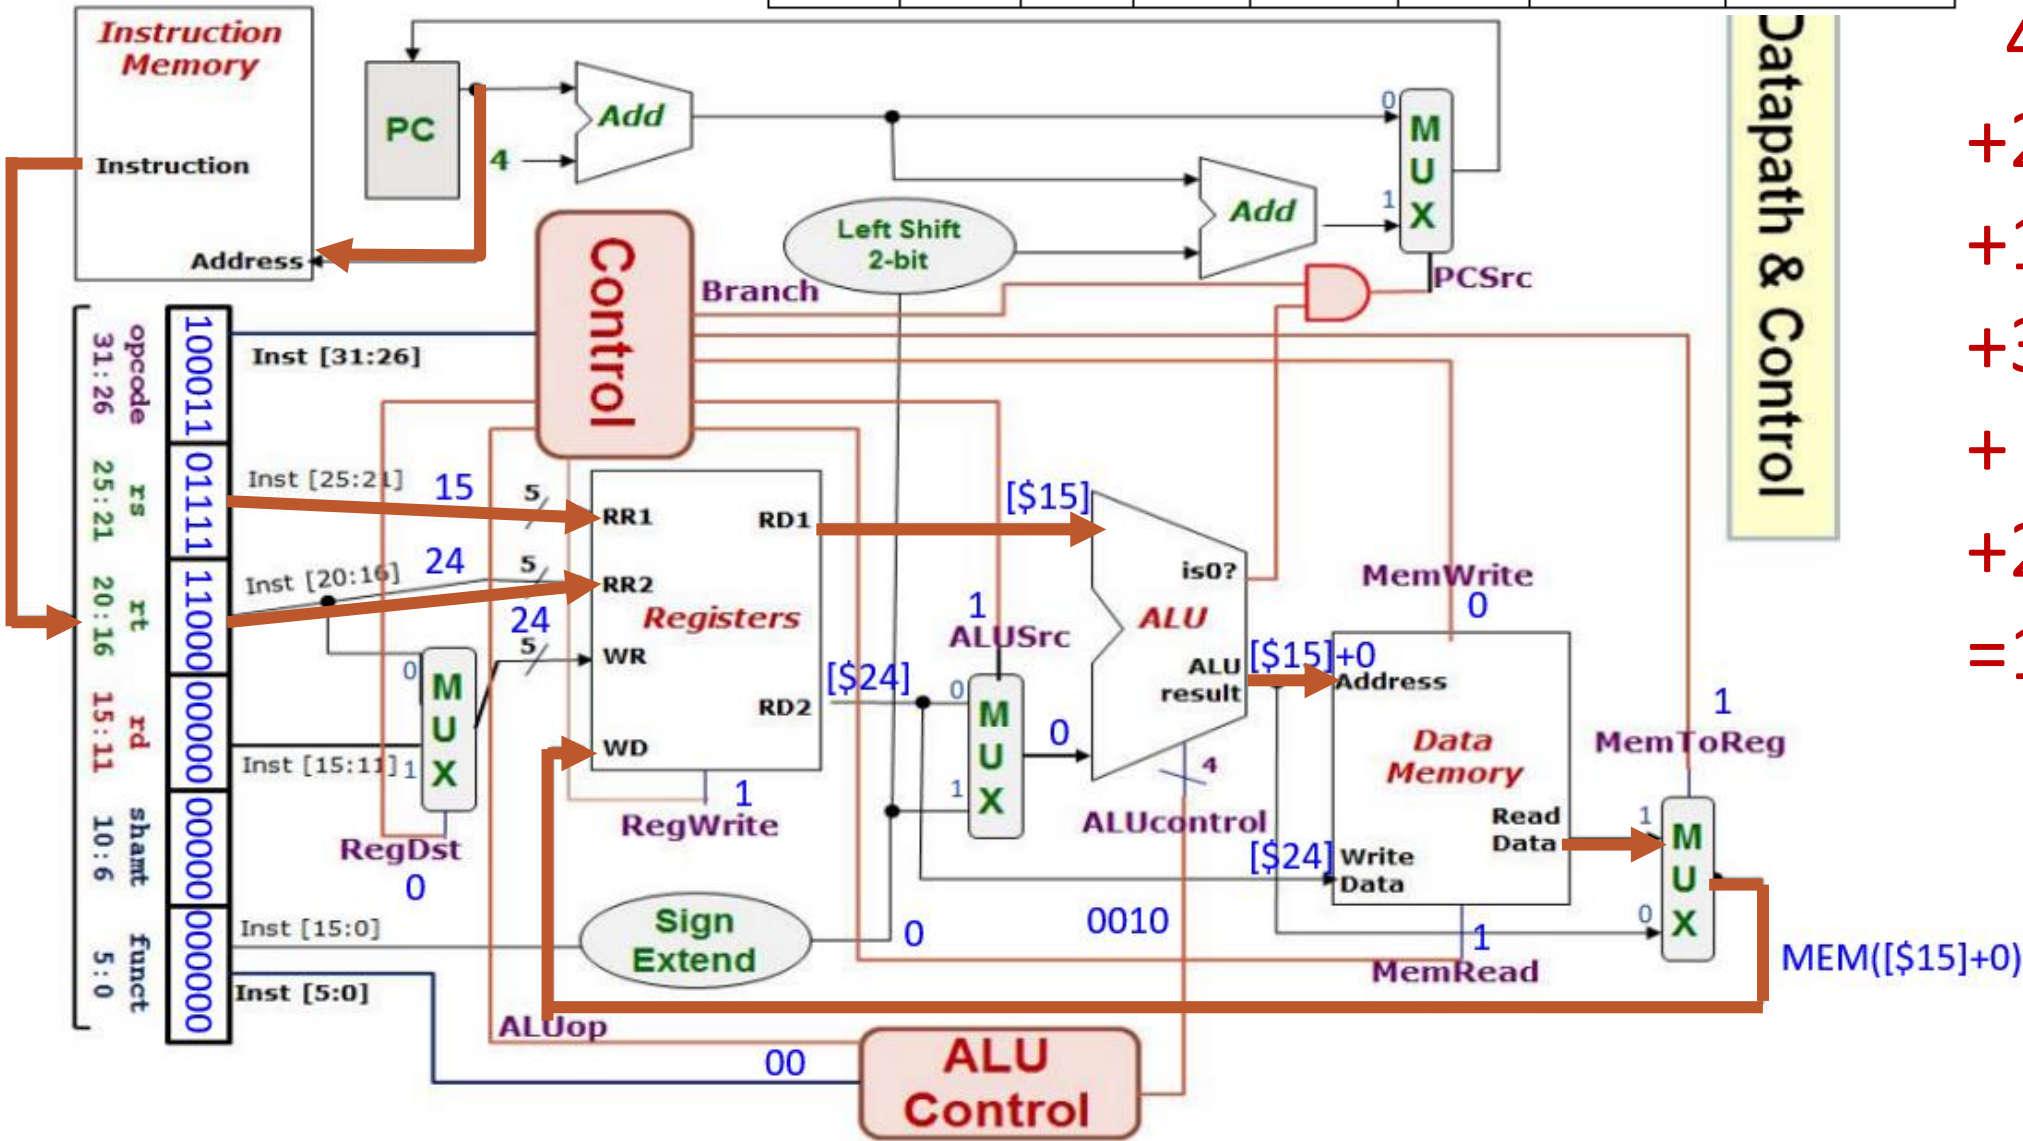 Instruction
Memory
Instruction
Address
PC
4
Add
Left Shift
2-bit
Add
0
M
U
X
1
PCSrc
Datapath & Control
4
+2
+1
+3
+
+2
=1
Control
Branch
opcode
31:26
100011
Inst [31:26]
rs
25:21
01111
Inst [25:21]
15
5
rt
20:16
11000
Inst [20:16]
24
5
24
5
rd
15:11
00000
Inst [15:11]
shamt
10:6
00000
funct
5:0
000000
Inst [15:0]
Inst [5:0]
0
M
U
X
1
RegDst
0
RR1
RR2
WR
WD
Registers
RD1
RD2
1
RegWrite
[$15]
[$24]
1
ALUSrc
0
M
U
X
1
0
is0?
ALU
ALU
result
4
ALUcontrol
0010
[$15]+0
MemWrite
0
Address
Data
Memory
Read
Data
[$24]
Write
Data
1
MemRead
1
MemToReg
1
M
U
X
0
MEM([$15]+0)
Sign
Extend
0
ALUop
00
ALU
Control